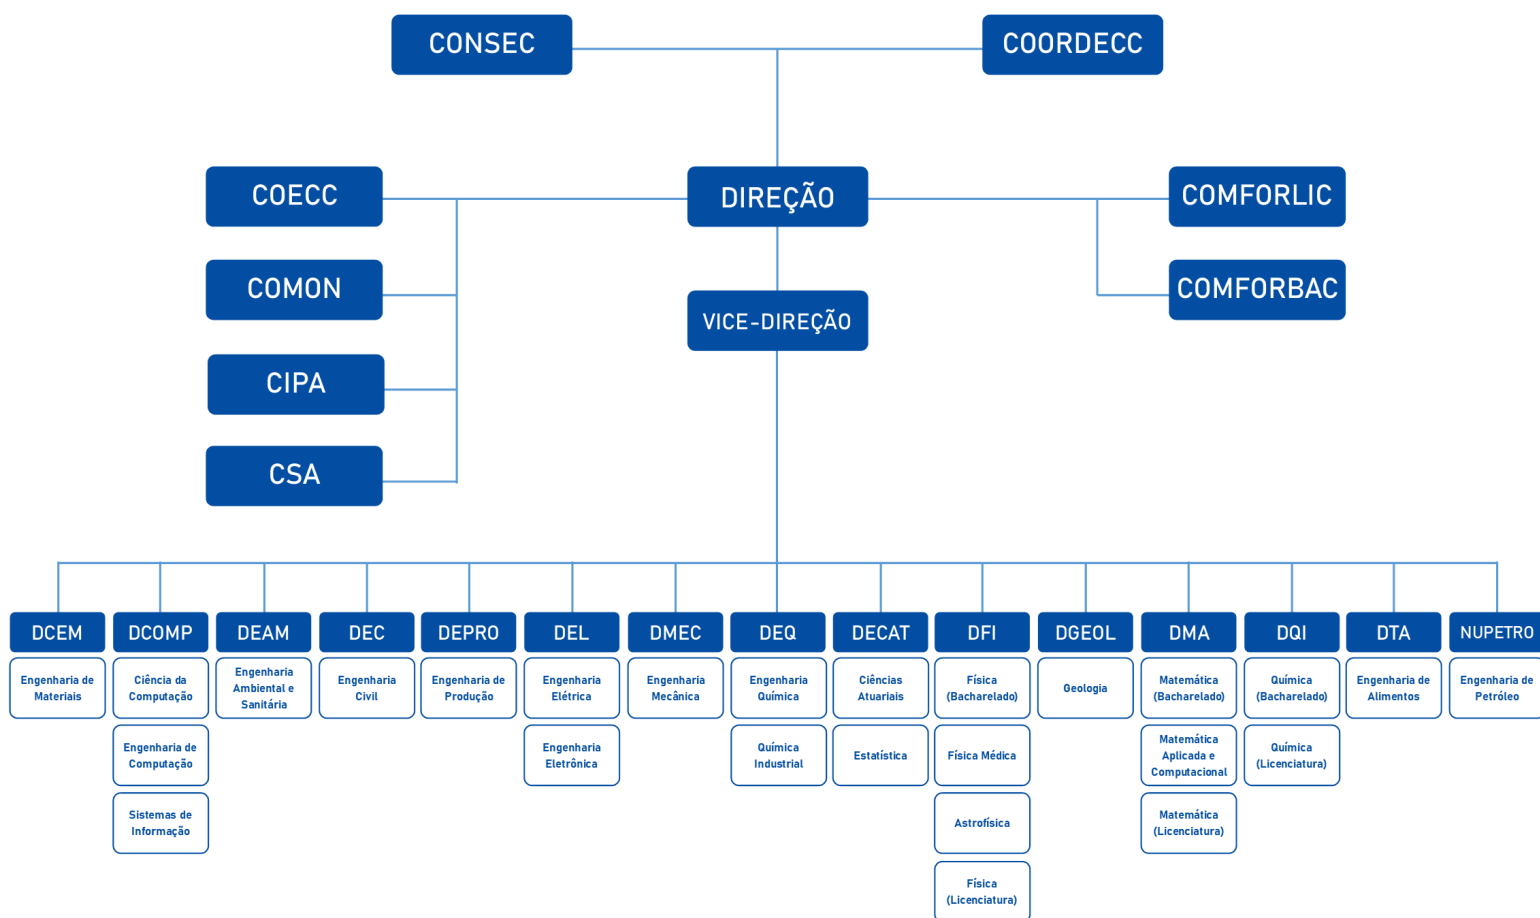 CONSEC
COORDECC
COECC
DIREÇÃO
COMFORLIC
COMON
COMFORBAC
VICE-DIREÇÃO
CIPA
CSA
DCEM
Engenharia de
Materiais
DCOMP
Ciência da
Computação
Engenharia de
Computação
Sistemas de
Informação
DEAM
Engenharia
Ambiental e
Sanitária
DEC
Engenharia
Civil
DEPRO
Engenharia de
Produção
DEL
Engenharia
Elétrica
Engenharia
Eletrônica
DMEC
Engenharia
Mecânica
DEQ
Engenharia
Química
Química
Industrial
DECAT
Ciências
Atuariais
Estatística
DFI
Física
(Bacharelado)
Física Médica
Astrofísica
Física
(Licenciatura)
DGEOL
Geologia
DMA
Matemática
(Bacharelado)
Matemática
Aplicada e
Computacional
Matemática
(Licenciatura)
DQI
Química
(Bacharelado)
Química
(Licenciatura)
DTA
Engenharia de
Alimentos
NUPETRO
Engenharia de
Petróleo